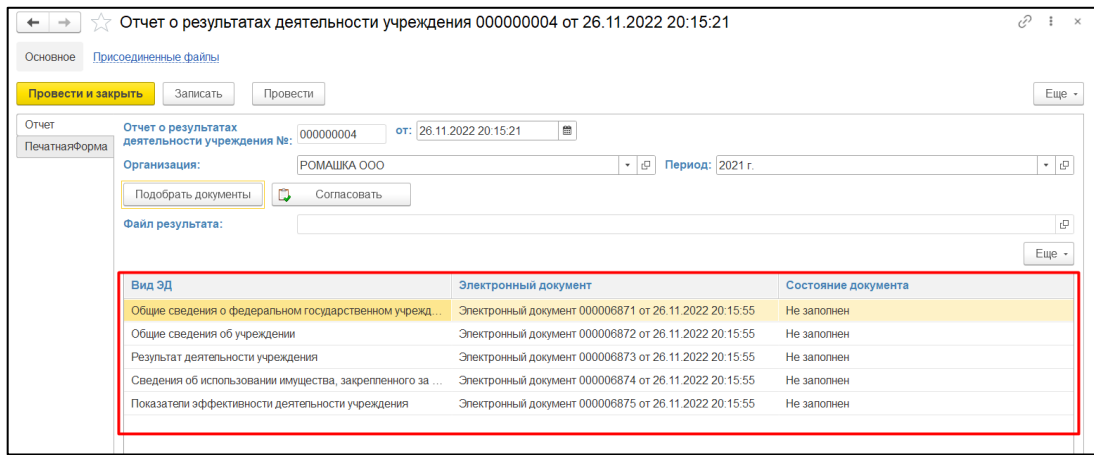 Отчет о результатах деятельности учреждения 000000004 от 26.11.2022 20:15:21
Основное Присоединенные файлы
Провести и закрыть Записать Провести Еще
Отчет
ПечатнаяФорма
Отчет о результатах
деятельности учреждения №: 000000004 от: 26.11.2022 20:15:21
Организация: РОМАШКА ООО Период: 2021 г.
Подобрать документы Согласовать
Файл результата:
Еще
Вид ЭД Электронный документ Состояние документа
Общие сведения о федеральном государственном учрежд... Электронный документ 000006871 от 26.11.2022 20:15:55 Не заполнен
Общие сведения об учреждении Электронный документ 000006872 от 26.11.2022 20:15:55 Не заполнен
Результат деятельности учреждения Электронный документ 000006873 от 26.11.2022 20:15:55 Не заполнен
Сведения об использовании имущества, закрепленного за ... Электронный документ 000006874 от 26.11.2022 20:15:55 Не заполнен
Показатели эффективности деятельности учреждения Электронный документ 000006875 от 26.11.2022 20:15:55 Не заполнен